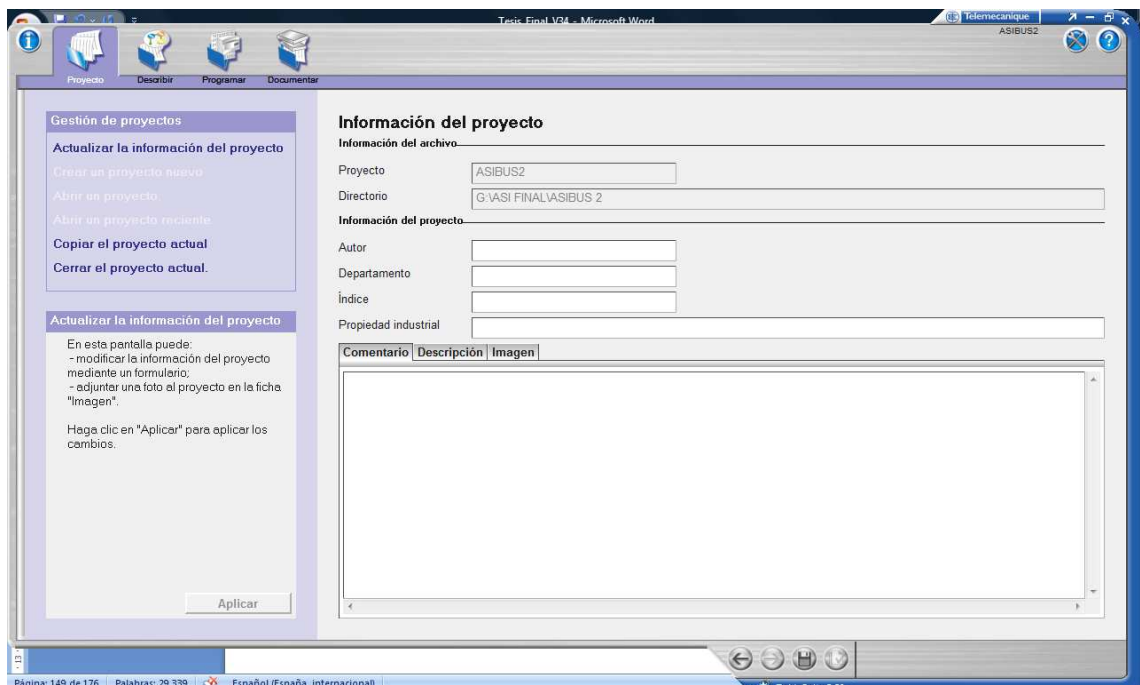 Tesis Final V34 - Microsoft Word
Telemecanique
ASIBUS2
Proyecto Describir Programar Documentar
Gestión de proyectos
Actualizar la información del proyecto
Crear un proyecto nuevo
Abrir un proyecto.
Abrir un proyecto reciente.
Copiar el proyecto actual
Cerrar el proyecto actual.
Actualizar la información del proyecto
En esta pantalla puede:
- modificar la información del proyecto
mediante un formulario;
- adjuntar una foto al proyecto en la ficha
"Imagen".
Haga clic en "Aplicar" para aplicar los
cambios.
Aplicar
Información del proyecto
Información del archivo
Proyecto ASIBUS2
Directorio G:\ASI FINAL\ASIBUS 2
Información del proyecto
Autor
Departamento
Índice
Propiedad industrial
Comentario Descripción Imagen
Página: 149 de 176 Palabras: 29.339 Español (España, internacional)